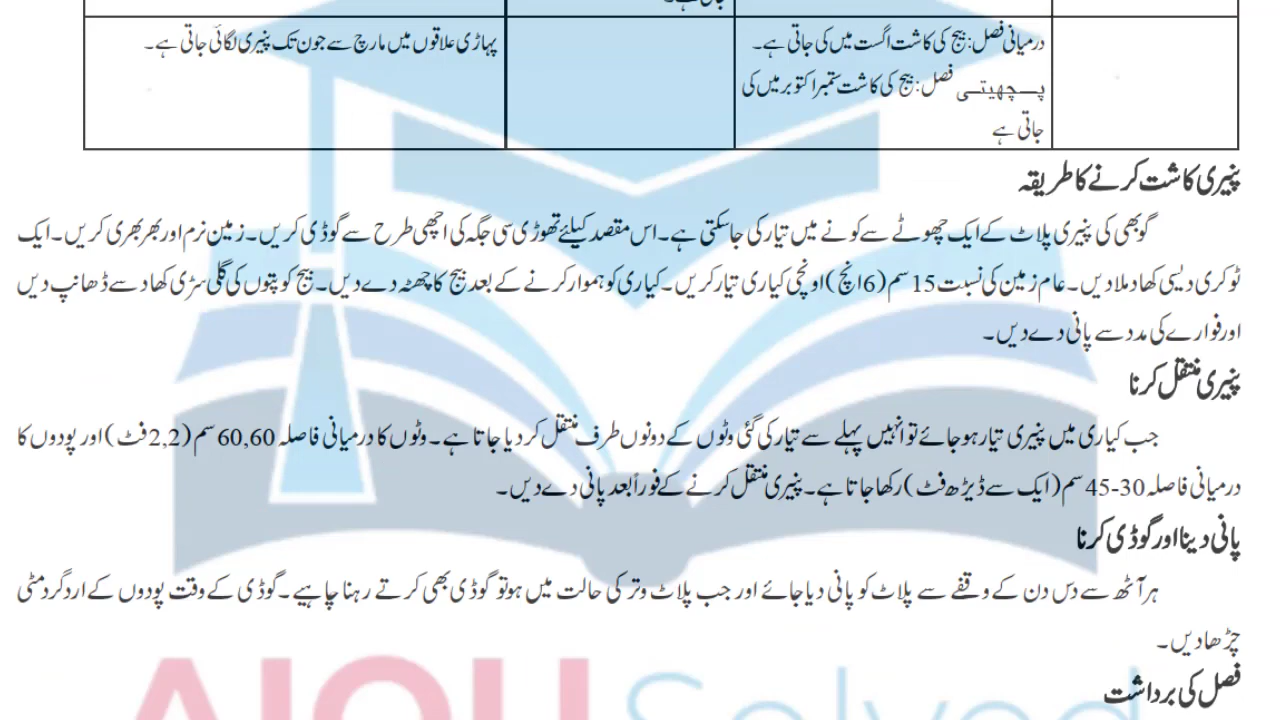 جاتی ہے۔
درمیانی فصل: بیج کی کاشت اگست میں کی جاتی ہے۔
پچھیتی فصل: بیج کی کاشت ستمبر اکتوبر میں کی
جاتی ہے
پہاڑی علاقوں میں مارچ سے جون تک پنیری لگائی جاتی ہے۔
پنیری کاشت کرنے کا طریقہ
گوبھی کی پنیری پلاٹ کے ایک چھوٹے سے کونے میں تیار کی جاسکتی ہے۔ اس مقصد کیلئے تھوڑی سی جگہ کی اچھی طرح سے گوڈی کریں۔ زمین نرم اور بھربھری کریں۔ ایک
ٹوکری دیسی کھاد ملا دیں۔ عام زمین کی نسبت 15 سم (6 انچ) اونچی کیاری تیار کریں۔ کیاری کو ہموار کرنے کے بعد بیج کا چھٹہ دے دیں۔ بیج کو پتوں کی گلی سڑی کھاد سے ڈھانپ دیں
اور فوارے کی مدد سے پانی دے دیں۔
پنیری منتقل کرنا
جب کیاری میں پنیری تیار ہو جائے تو انہیں پہلے سے تیار کی گئی وٹوں کے دونوں طرف منتقل کر دیا جاتا ہے۔ وٹوں کا درمیانی فاصلہ 60,60 سم (2,2 فٹ) اور پودوں کا
درمیانی فاصلہ 30-45 سم (ایک سے ڈیڑھ فٹ) رکھا جاتا ہے۔ پنیری منتقل کرنے کے فوراً بعد پانی دے دیں۔
پانی دینا اور گوڈی کرنا
ہر آٹھ سے دس دن کے وقفے سے پلاٹ کو پانی دیا جائے اور جب پلاٹ وتر کی حالت میں ہو تو گوڈی بھی کرتے رہنا چاہیے۔ گوڈی کے وقت پودوں کے اردگرد مٹی
چڑھا دیں۔
فصل کی برداشت
AIOU Solved